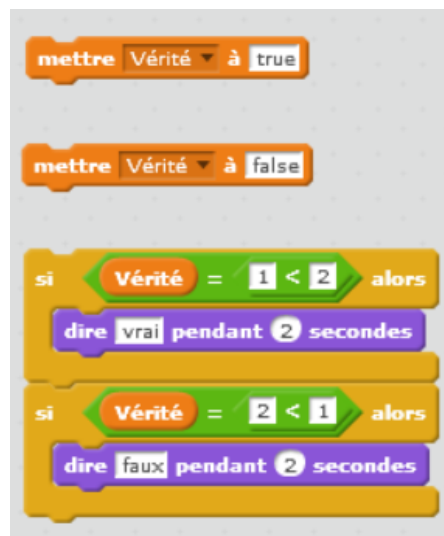 mettre Vérité à true
mettre Vérité à false
si Vérité = 1 < 2 alors
dire vrai pendant 2 secondes
si Vérité = 2 < 1 alors
dire faux pendant 2 secondes